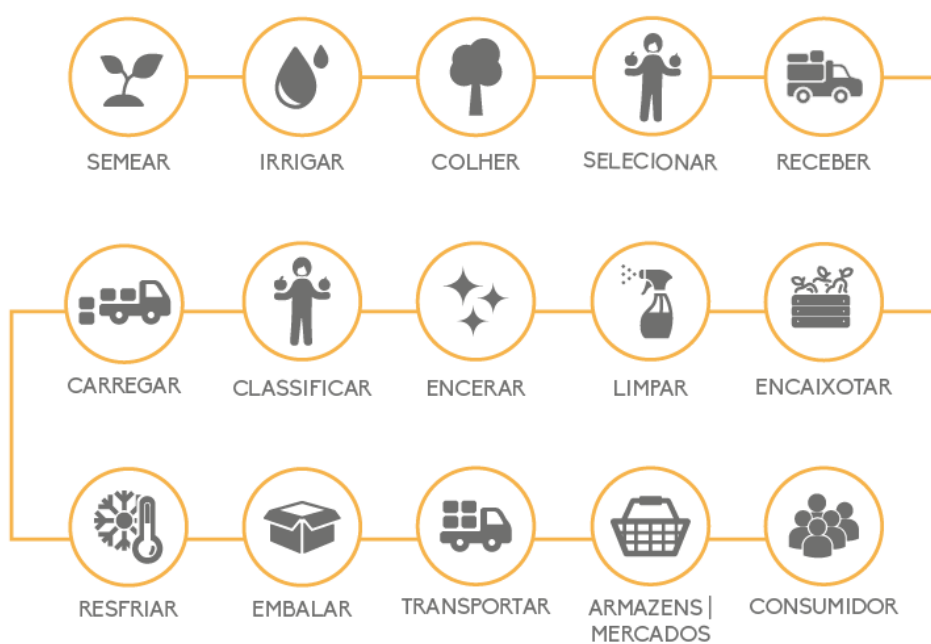 SEMEAR
IRRIGAR
COLHER
SELECIONAR
RECEBER
CARREGAR
CLASSIFICAR
ENCERAR
LIMPAR
ENCAIXOTAR
RESFRIAR
EMBALAR
TRANSPORTAR
ARMAZENS |
MERCADOS
CONSUMIDOR